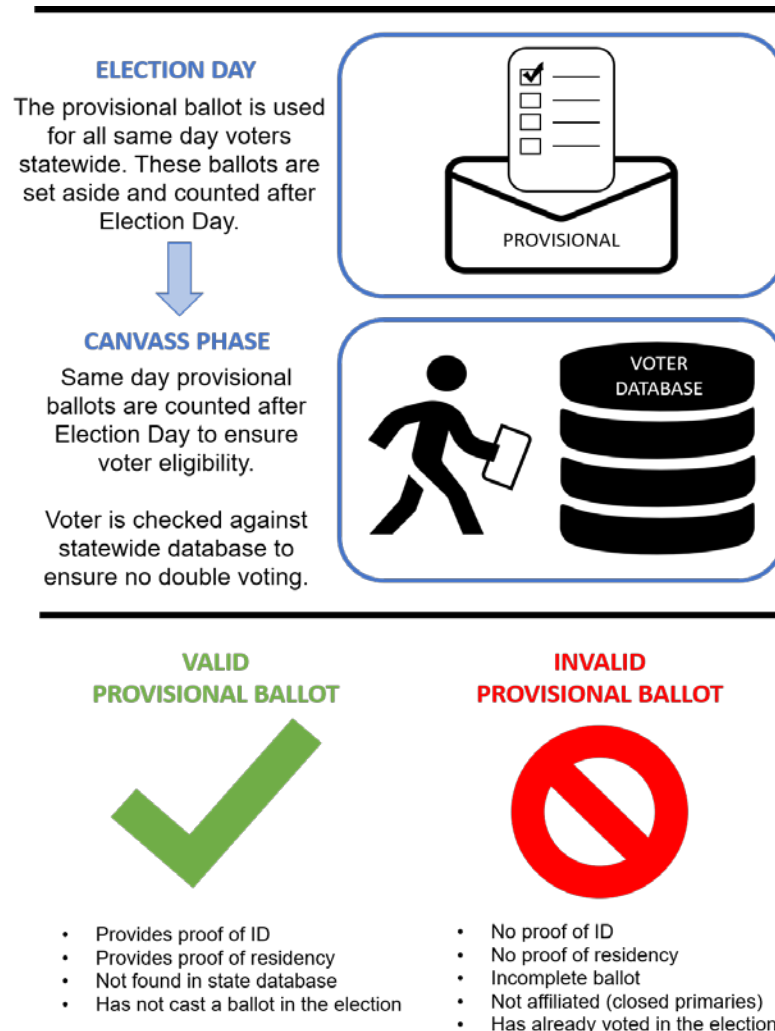 ELECTION DAY
The provisional ballot is used
for all same day voters
statewide. These ballots are
set aside and counted after
Election Day.
PROVISIONAL
CANVASS PHASE
Same day provisional
ballots are counted after
Election Day to ensure
voter eligibility.
Voter is checked against
statewide database to
ensure no double voting.
VOTER
DATABASE
VALID
PROVISIONAL BALLOT
• Provides proof of ID
• Provides proof of residency
• Not found in state database
• Has not cast a ballot in the election
INVALID
PROVISIONAL BALLOT
• No proof of ID
• No proof of residency
• Incomplete ballot
• Not affiliated (closed primaries)
• Has already voted in the election